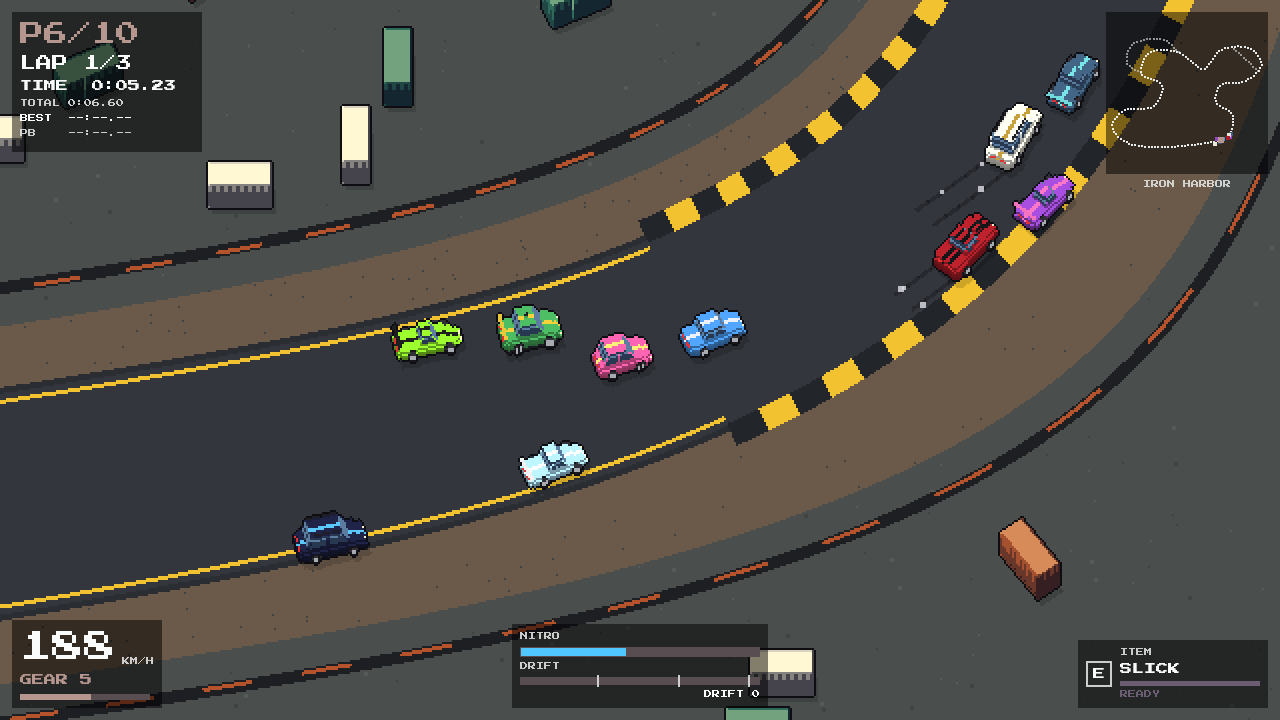 P6/10
LAP 1/3
TIME 0:05.23
TOTAL 0:06.60
BEST --:--.--
PB --:--.--
IRON HARBOR
188 KM/H
GEAR 5
NITRO
DRIFT
DRIFT 0
ITEM
E SLICK
READY